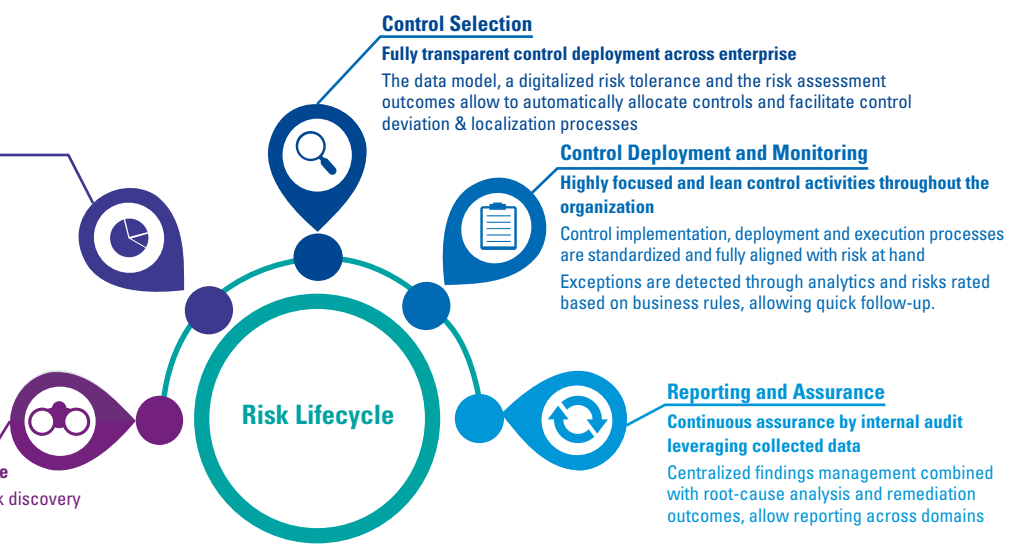 Control Selection
Fully transparent control deployment across enterprise
The data model, a digitalized risk tolerance and the risk assessment
outcomes allow to automatically allocate controls and facilitate control
deviation & localization processes
Control Deployment and Monitoring
Highly focused and lean control activities throughout the
organization
Control implementation, deployment and execution processes
are standardized and fully aligned with risk at hand
Exceptions are detected through analytics and risks rated
based on business rules, allowing quick follow-up.
Risk Lifecycle
Reporting and Assurance
Continuous assurance by internal audit
leveraging collected data
Centralized findings management combined
with root-cause analysis and remediation
outcomes, allow reporting across domains
discovery